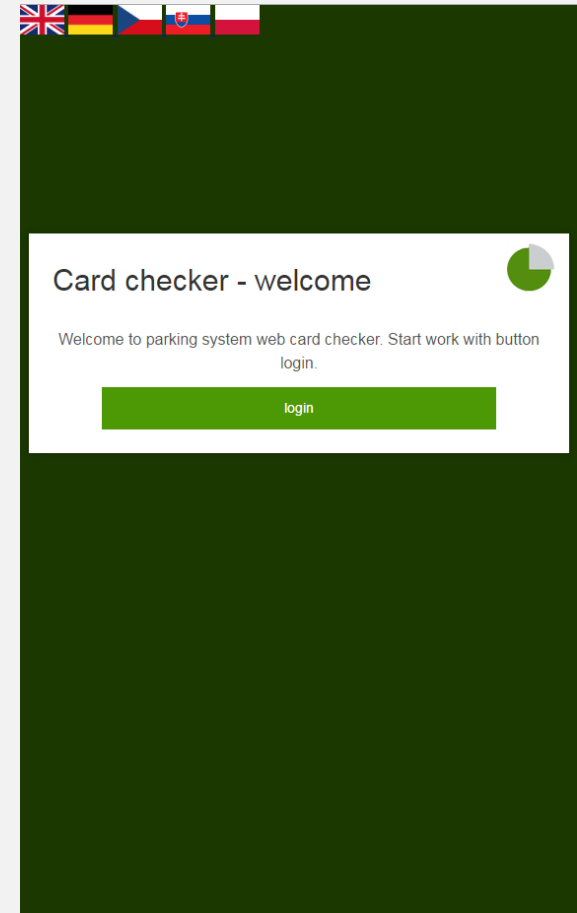 Card checker - welcome
Welcome to parking system web card checker. Start work with button
login.
login